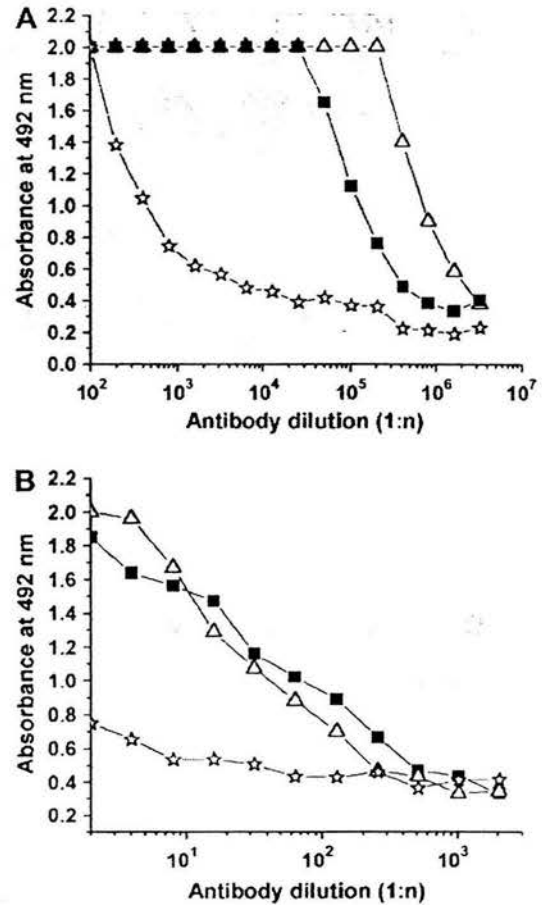 A
2.2
2.0
1.8
1.6
1.4
1.2
1.0
0.8
0.6
0.4
0.2
0.0
Absorbance at 492 nm
10² 10³ 10⁴ 10⁵ 10⁶ 10⁷
Antibody dilution (1:n)
B
2.2
2.0
1.8
1.6
1.4
1.2
1.0
0.8
0.6
0.4
0.2
Absorbance at 492 nm
10¹ 10² 10³
Antibody dilution (1:n)